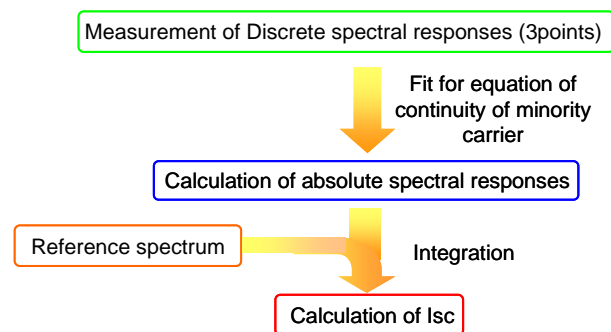 Measurement of Discrete spectral responses (3points)
Fit for equation of
continuity of minority
carrier
Calculation of absolute spectral responses
Reference spectrum
Integration
Calculation of Isc